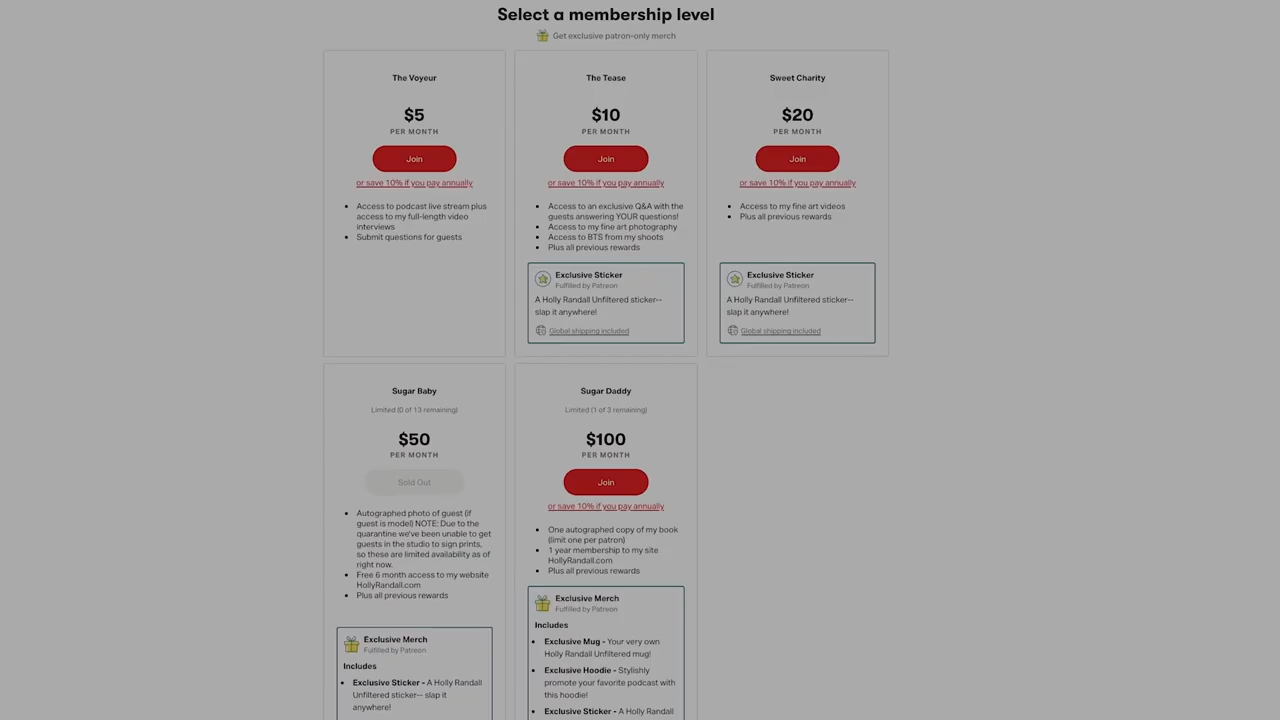 Select a membership level
Get exclusive patron-only merch
The Voyeur
$5
PER MONTH
Join
or save 10% if you pay annually
Access to podcast live stream plus
access to my full-length video
interviews
Submit questions for guests
The Tease
$10
PER MONTH
Join
or save 10% if you pay annually
Access to an exclusive Q&A with the
guests answering YOUR questions!
Access to my fine art photography
Access to BTS from my shoots
Plus all previous rewards
Exclusive Sticker
Fulfilled by Patreon
A Holly Randall Unfiltered sticker--
slap it anywhere!
Global shipping included
Sweet Charity
$20
PER MONTH
Join
or save 10% if you pay annually
Access to my fine art videos
Plus all previous rewards
Exclusive Sticker
Fulfilled by Patreon
A Holly Randall Unfiltered sticker--
slap it anywhere!
Global shipping included
Sugar Baby
Limited (0 of 13 remaining)
$50
PER MONTH
Sold Out
Autographed photo of guest (if
guest is model) NOTE: Due to the
quarantine we've been unable to get
guests in the studio to sign prints,
so these are limited availability as of
right now.
Free 6 month access to my website
HollyRandall.com
Plus all previous rewards
Exclusive Merch
Fulfilled by Patreon
Includes
Exclusive Sticker - A Holly Randall
Unfiltered sticker-- slap it
anywhere!
Sugar Daddy
Limited (1 of 3 remaining)
$100
PER MONTH
Join
or save 10% if you pay annually
One autographed copy of my book
(limit one per patron)
1 year membership to my site
HollyRandall.com
Plus all previous rewards
Exclusive Merch
Fulfilled by Patreon
Includes
Exclusive Mug - Your very own
Holly Randall Unfiltered mug!
Exclusive Hoodie - Stylishly
promote your favorite podcast with
this hoodie!
Exclusive Sticker - A Holly Randall